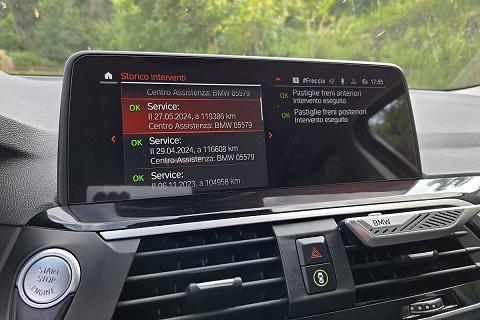 Storico interventi
#Freccia
17:55
Centro Assistenza: BMW 05579
OK Service:
Il 27.05.2024, a 119386 km
Centro Assistenza: BMW 05579
OK Service:
Il 29.04.2024, a 116608 km
Centro Assistenza: BMW 05579
OK Service:
Il 06.11.2023, a 104958 km
OK Pastiglie freni anteriori
Intervento eseguito
OK Pastiglie freni posteriori
Intervento eseguito
START
STOP
ENGINE
BMW